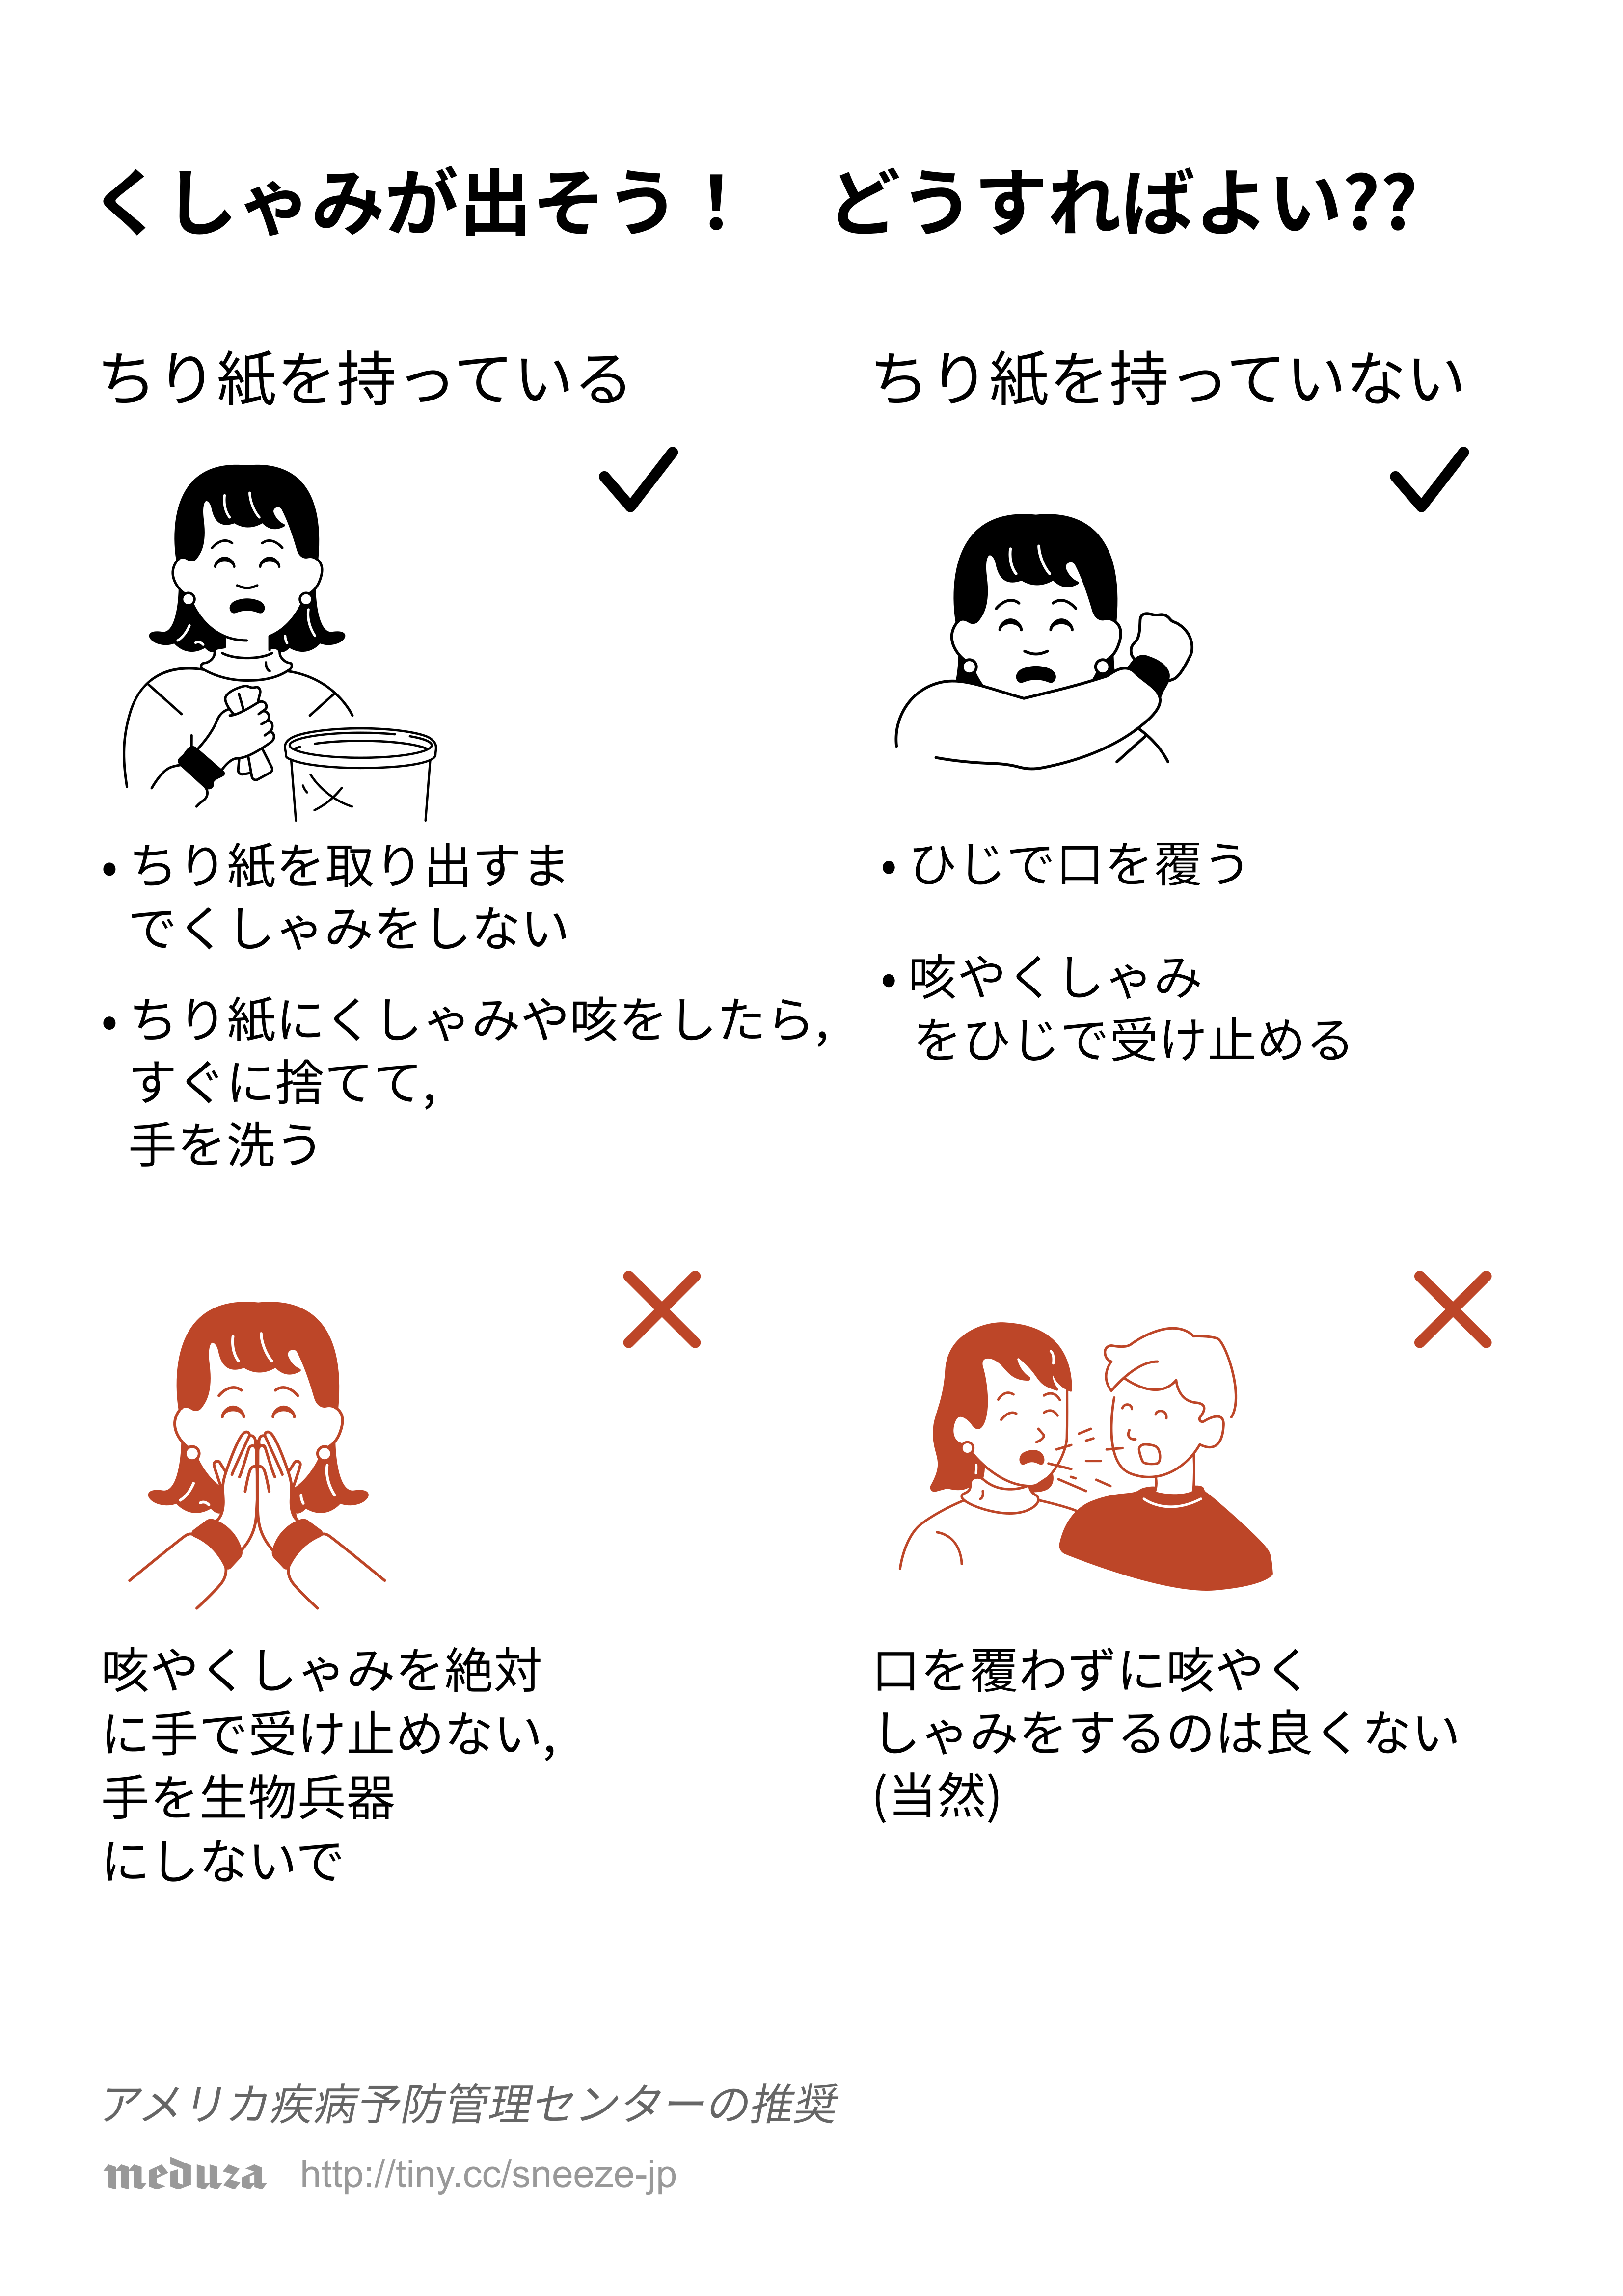 くしゃみが出そう！　どうすればよい??
ちり紙を持っている
ちり紙を持っていない
• ちり紙を取り出すま
でくしゃみをしない
• ちり紙にくしゃみや咳をしたら,
すぐに捨てて,
手を洗う
• ひじで口を覆う
• 咳やくしゃみ
をひじで受け止める
咳やくしゃみを絶対
に手で受け止めない,
手を生物兵器
にしないで
口を覆わずに咳やく
しゃみをするのは良くない
(当然)
アメリカ疾病予防管理センターの推奨
meduza http://tiny.cc/sneeze-jp